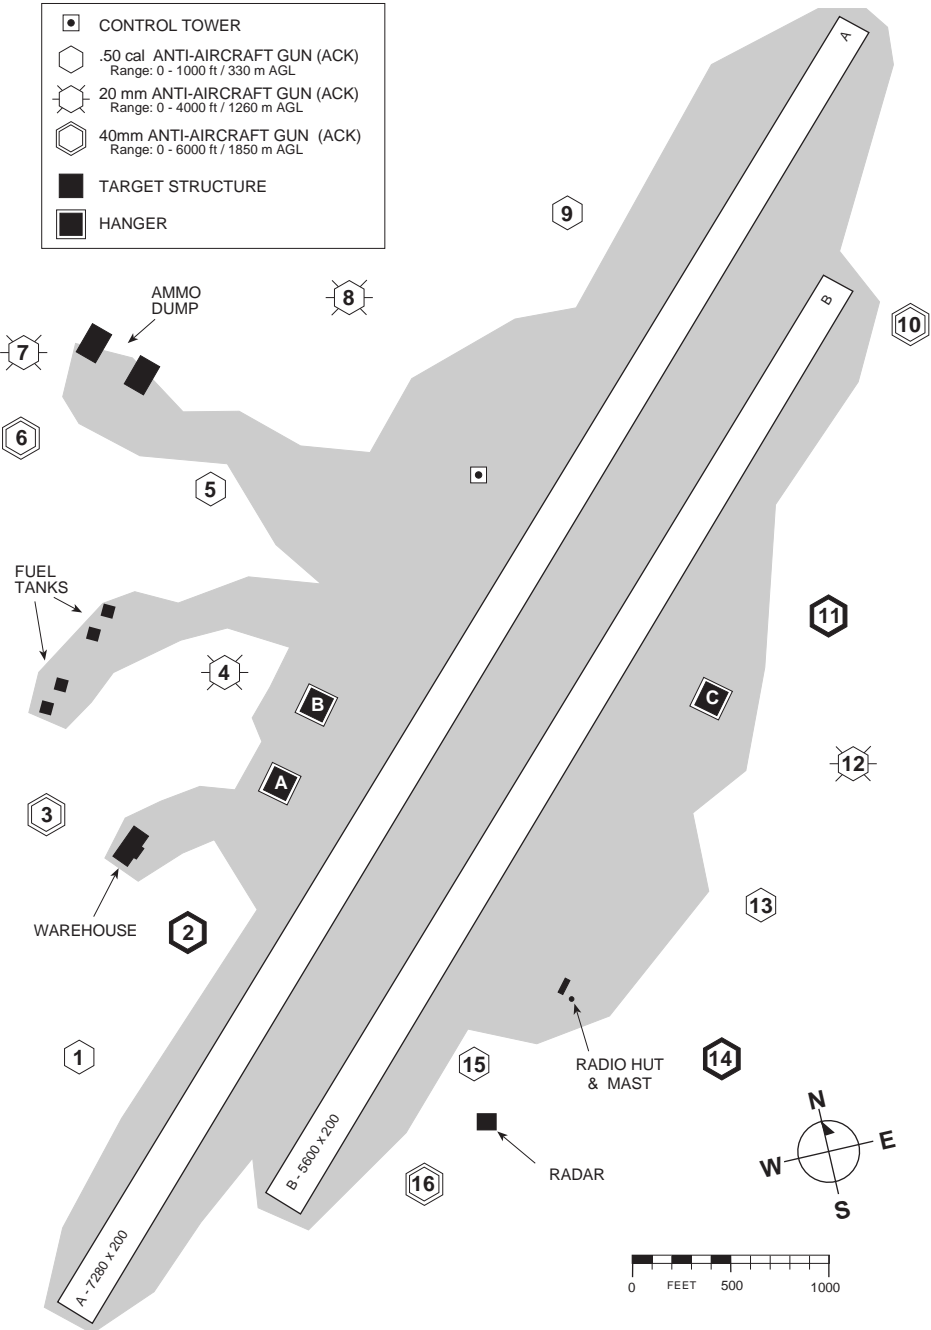 CONTROL TOWER
.50 cal ANTI-AIRCRAFT GUN (ACK)
Range: 0 - 1000 ft / 330 m AGL
20 mm ANTI-AIRCRAFT GUN (ACK)
Range: 0 - 4000 ft / 1260 m AGL
40mm ANTI-AIRCRAFT GUN (ACK)
Range: 0 - 6000 ft / 1850 m AGL
TARGET STRUCTURE
HANGER
A
9
AMMO
DUMP
8
B
10
7
6
5
FUEL
TANKS
11
4
B
C
12
A
3
13
WAREHOUSE
2
1
15
RADIO HUT
& MAST
14
N
E
W
S
B - 5600 x 200
RADAR
16
A - 7280 x 200
0
FEET
500
1000